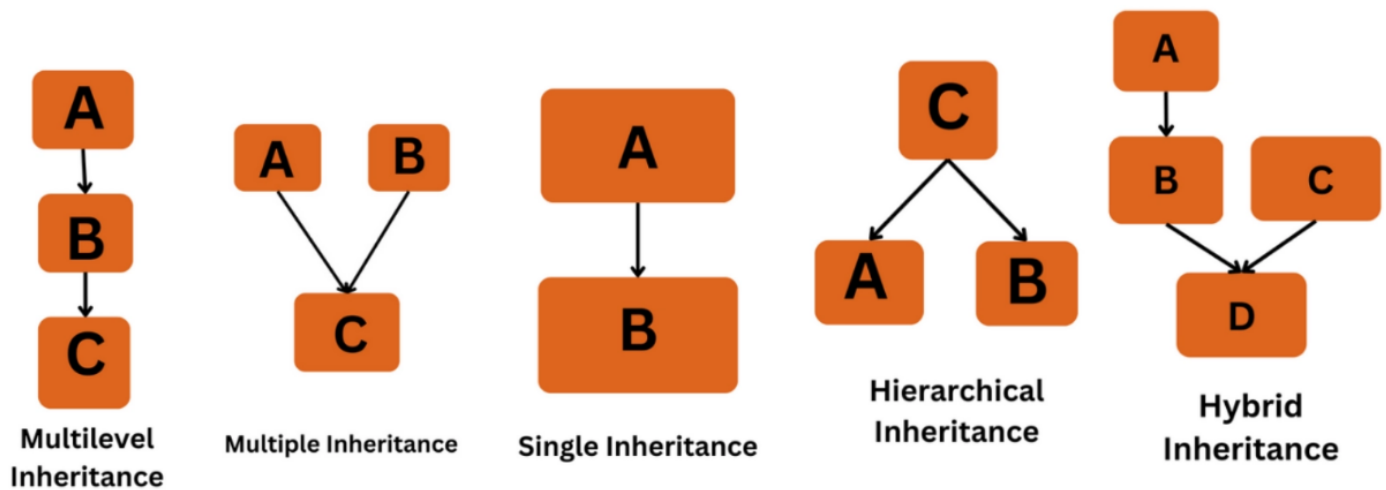 A
B
C
Multilevel
Inheritance
A
B
C
Multiple Inheritance
A
B
Single Inheritance
C
A
B
Hierarchical
Inheritance
A
B
C
D
Hybrid
Inheritance